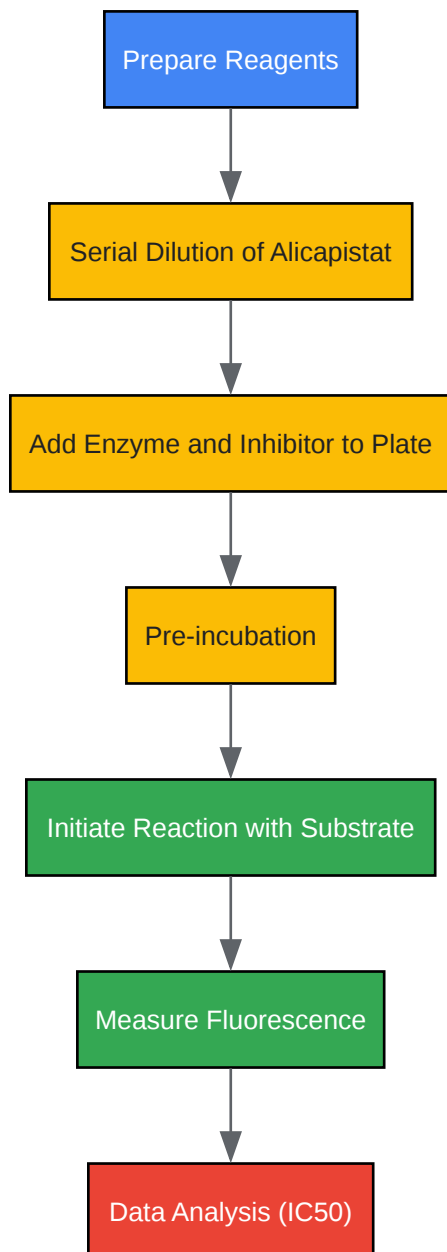 Prepare Reagents
Serial Dilution of Alicapistat
Add Enzyme and Inhibitor to Plate
Pre-incubation
Initiate Reaction with Substrate
Measure Fluorescence
Data Analysis (IC50)